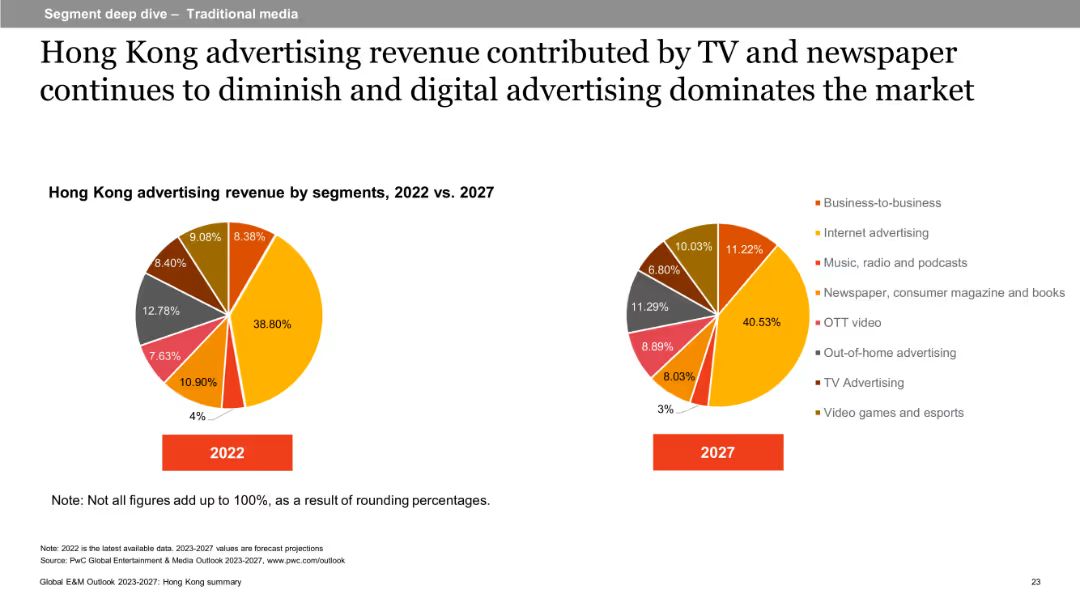 Segment deep dive – Traditional media
Hong Kong advertising revenue contributed by TV and newspaper
continues to diminish and digital advertising dominates the market
Hong Kong advertising revenue by segments, 2022 vs. 2027
9.08%
8.38%
8.40%
12.78%
38.80%
7.63%
10.90%
4%
2022
10.03%
11.22%
6.80%
11.29%
40.53%
8.89%
8.03%
3%
2027
Business-to-business
Internet advertising
Music, radio and podcasts
Newspaper, consumer magazine and books
OTT video
Out-of-home advertising
TV Advertising
Video games and esports
Note: Not all figures add up to 100%, as a result of rounding percentages.
Note: 2022 is the latest available data. 2023-2027 values are forecast projections
Source: PwC Global Entertainment & Media Outlook 2023-2027, www.pwc.com/outlook
Global E&M Outlook 2023-2027: Hong Kong summary
23